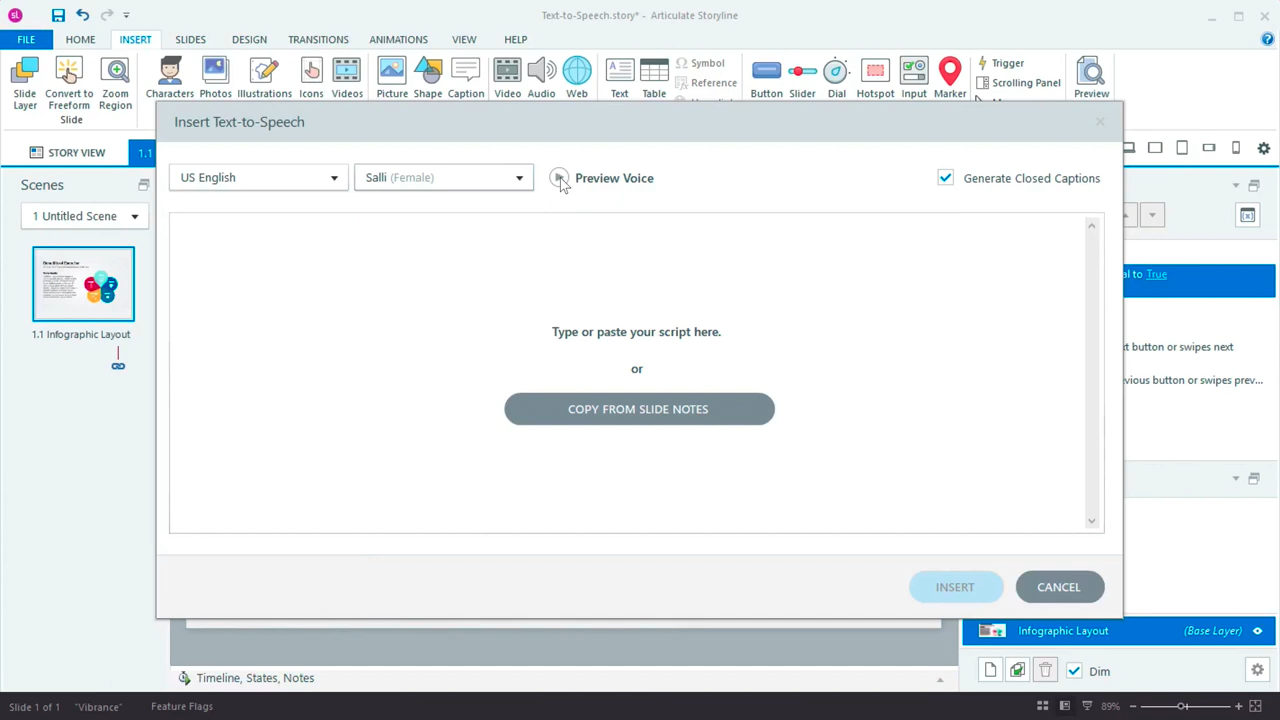 sl
Text-to-Speech.story* - Articulate Storyline
FILE HOME INSERT SLIDES DESIGN TRANSITIONS ANIMATIONS VIEW HELP
Slide Layer
Convert to Freeform
Zoom Region
Characters
Photos
Illustrations
Icons
Videos
Picture
Shape
Caption
Video
Audio
Web
Text
Table
Symbol
Reference
Button
Slider
Dial
Hotspot
Input
Marker
Trigger
Scrolling Panel
Preview
Slide
Insert Text-to-Speech
STORY VIEW
1.1
Scenes
1 Untitled Scene
1.1 Infographic Layout
US English
Salli (Female)
Preview Voice
Generate Closed Captions
Type or paste your script here.
or
COPY FROM SLIDE NOTES
INSERT
CANCEL
al to True
t button or swipes next
evious button or swipes prev...
Infographic Layout (Base Layer)
Dim
Timeline, States, Notes
Slide 1 of 1 "Vibrance" Feature Flags
89%